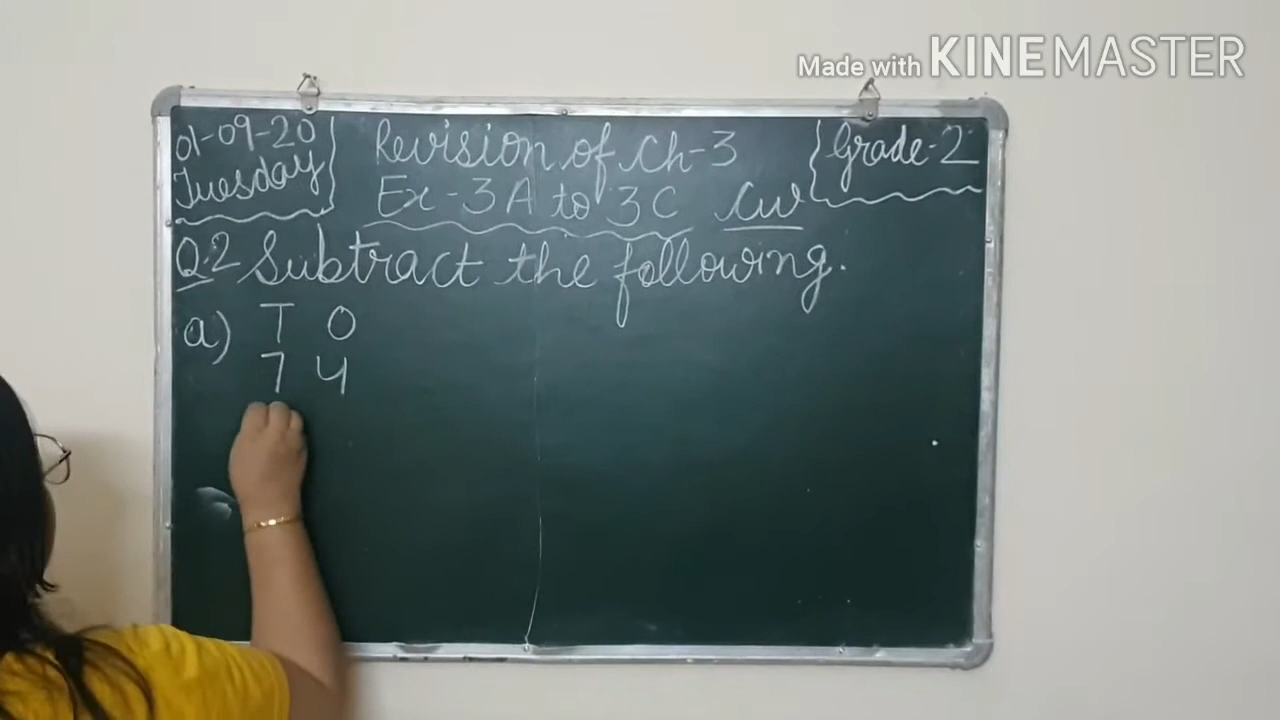 Made with KINEMASTER
01-09-20
Tuesday
Revision of Ch-3
Ex-3A to 3C CW
Grade-2
Q.2 Subtract the following.
a) T O
7 4